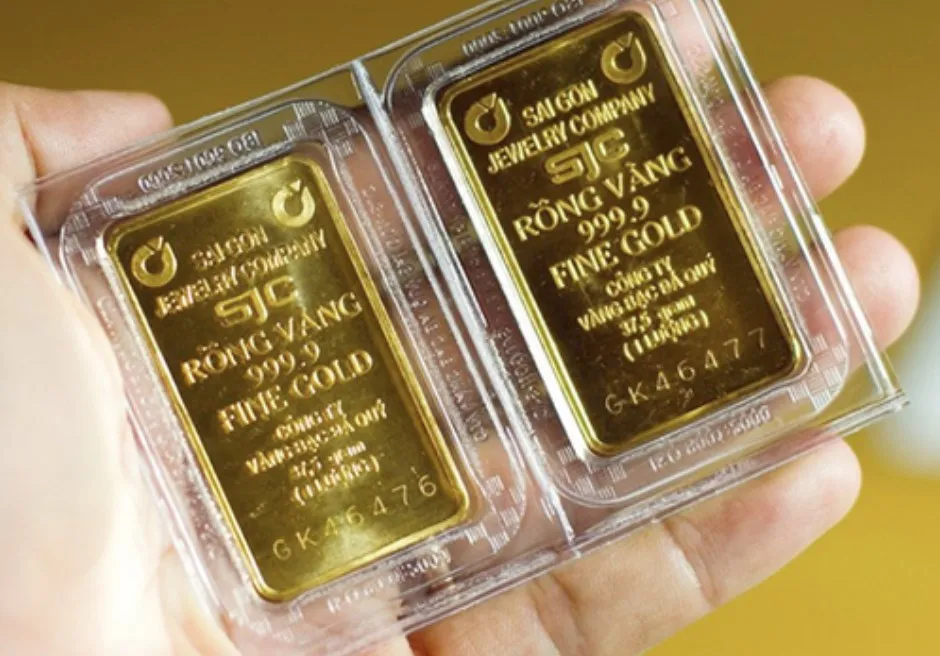 SAIGON
JEWELRY COMPANY
SJC
RỒNG VÀNG
999.9
FINE GOLD
CÔNG TY
VÀNG BẠC ĐÁ QUÝ
37,5 gram
(1 LƯỢNG)
GK46476
SAIGON
JEWELRY COMPANY
SJC
RỒNG VÀNG
999.9
FINE GOLD
CÔNG TY
VÀNG BẠC ĐÁ QUÝ
37,5 gram
(1 LƯỢNG)
GK46477